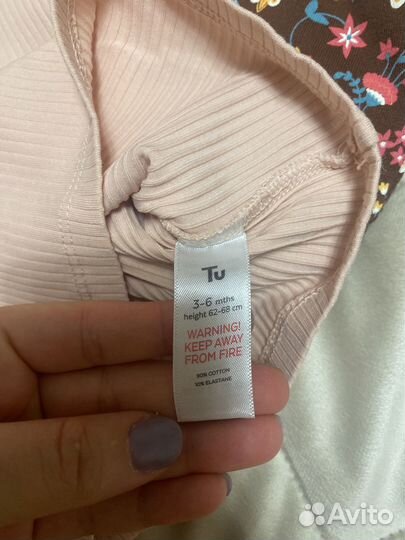 Tu
3-6 mths
height 62-68 cm
WARNING!
KEEP AWAY
FROM FIRE
90% COTTON
10% ELASTANE
Avito